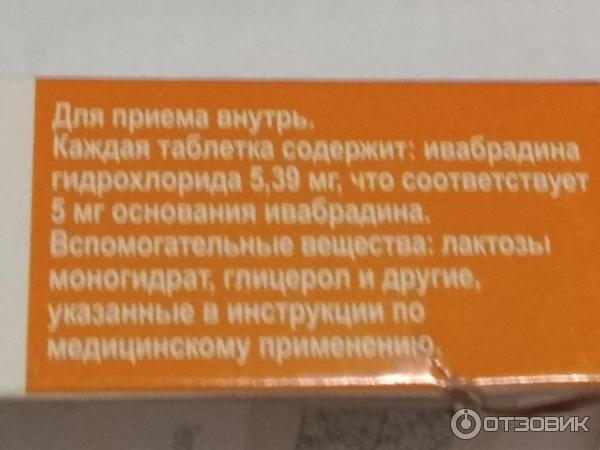 Для приема внутрь.
Каждая таблетка содержит: ивабрадина
гидрохлорида 5,39 мг, что соответствует
5 мг основания ивабрадина.
Вспомогательные вещества: лактозы
моногидрат, глицерол и другие,
указанные в инструкции по
медицинскому применению.
ОТЗОВИК